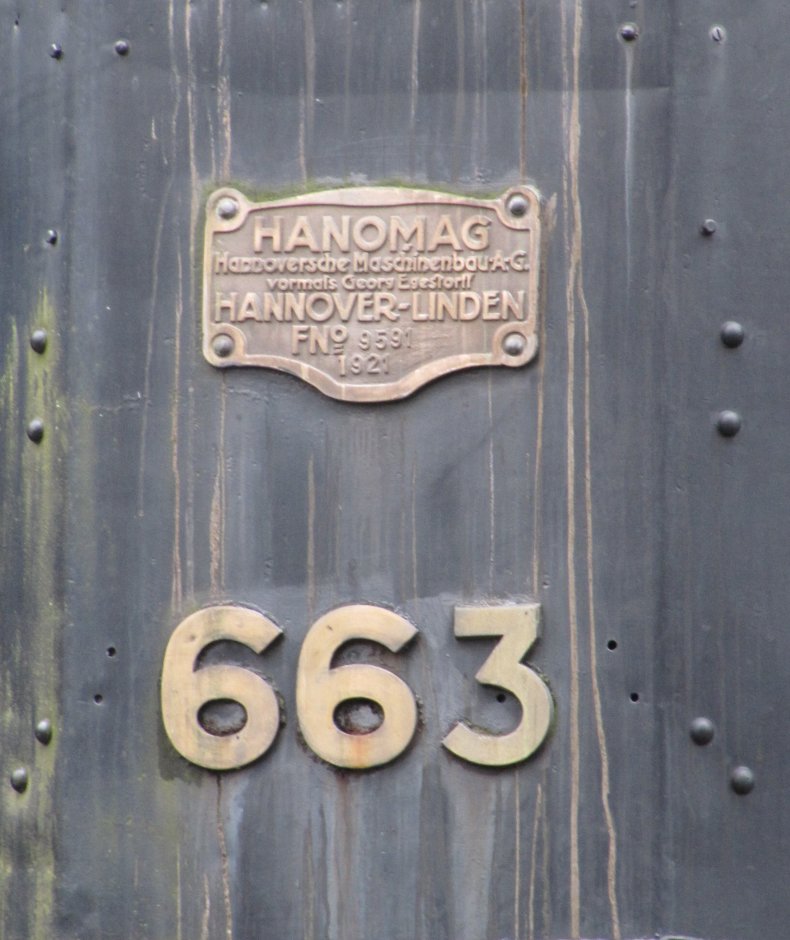 HANOMAG
Hannoversche Maschinenbau-A-G.
vormals Georg Egestorff
HANNOVER-LINDEN
FNº 9591
1921
663